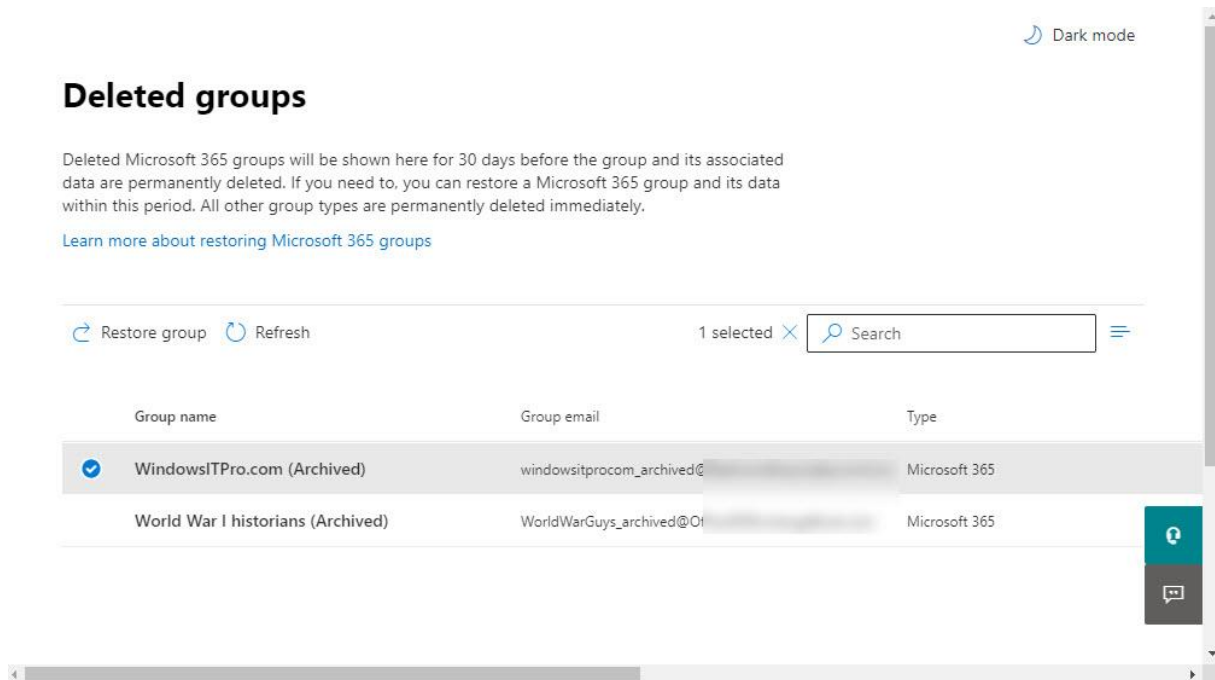 Dark mode
Deleted groups
Deleted Microsoft 365 groups will be shown here for 30 days before the group and its associated
data are permanently deleted. If you need to, you can restore a Microsoft 365 group and its data
within this period. All other group types are permanently deleted immediately.
Learn more about restoring Microsoft 365 groups
Restore group Refresh 1 selected Search
Group name Group email Type
WindowsITPro.com (Archived) windowsitprocom_archived@ Microsoft 365
World War I historians (Archived) WorldWarGuys_archived@Of Microsoft 365